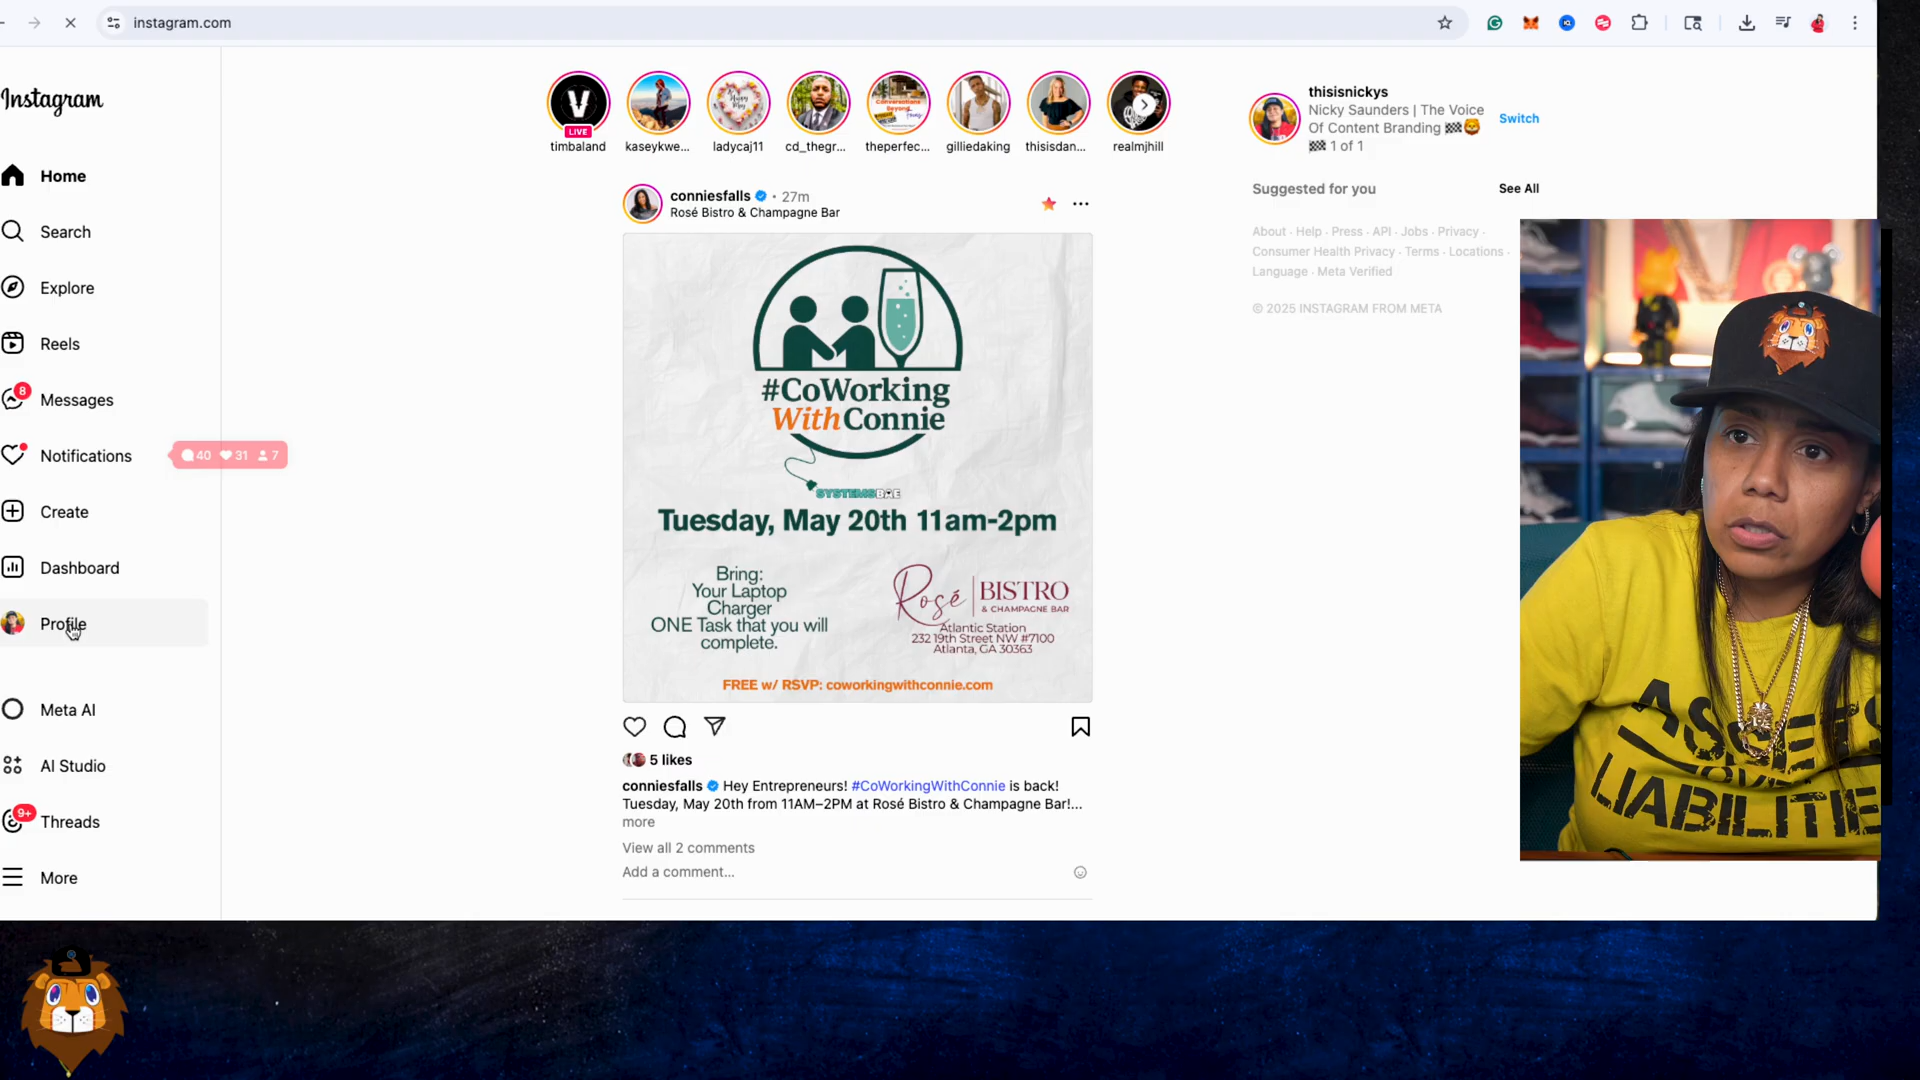 instagram.com
Instagram
Home
Search
Explore
Reels
8
Messages
Notifications
40 31 7
Create
Dashboard
Profile
Meta AI
AI Studio
9+
Threads
More
LIVE
timbaland
kaseykwe...
ladycaj11
cd_thegr...
theperfec...
gilliedaking
thisisdan...
realmjhill
conniesfalls • 27m
Rosé Bistro & Champagne Bar
#CoWorking
With Connie
SYSTEMSBAE
Tuesday, May 20th 11am-2pm
Bring:
Your Laptop
Charger
ONE Task that you will
complete.
Rosé BISTRO
& CHAMPAGNE BAR
Atlantic Station
232 19th Street NW #7100
Atlanta, GA 30363
FREE w/ RSVP: coworkingwithconnie.com
5 likes
conniesfalls Hey Entrepreneurs! #CoWorkingWithConnie is back!
Tuesday, May 20th from 11AM–2PM at Rosé Bistro & Champagne Bar!...
more
View all 2 comments
Add a comment...
thisisnickys
Nicky Saunders | The Voice
Of Content Branding
1 of 1
Switch
Suggested for you
See All
About · Help · Press · API · Jobs · Privacy ·
Consumer Health Privacy · Terms · Locations ·
Language · Meta Verified
© 2025 INSTAGRAM FROM META
ASSETS
OVER
LIABILITIE